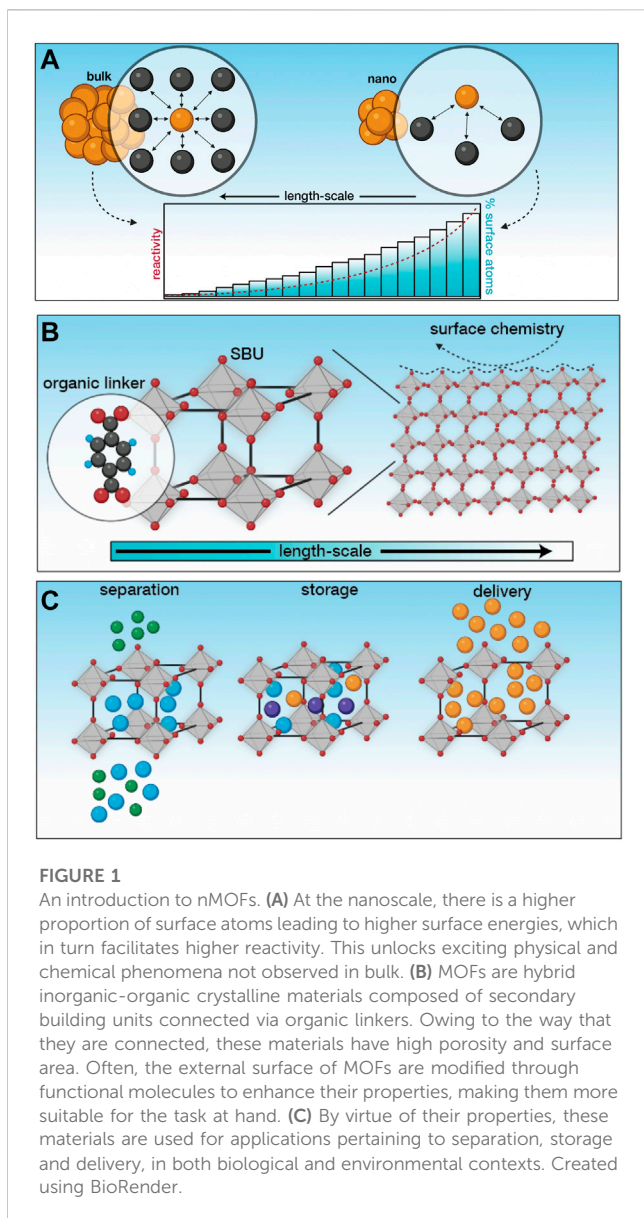 A
bulk
nano
length-scale
reactivity
% surface atoms
B
surface chemistry
SBU
organic linker
length-scale
C
separation
storage
delivery
FIGURE 1
An introduction to nMOFs. (A) At the nanoscale, there is a higher
proportion of surface atoms leading to higher surface energies, which
in turn facilitates higher reactivity. This unlocks exciting physical and
chemical phenomena not observed in bulk. (B) MOFs are hybrid
inorganic-organic crystalline materials composed of secondary
building units connected via organic linkers. Owing to the way that
they are connected, these materials have high porosity and surface
area. Often, the external surface of MOFs are modified through
functional molecules to enhance their properties, making them more
suitable for the task at hand. (C) By virtue of their properties, these
materials are used for applications pertaining to separation, storage
and delivery, in both biological and environmental contexts. Created
using BioRender.